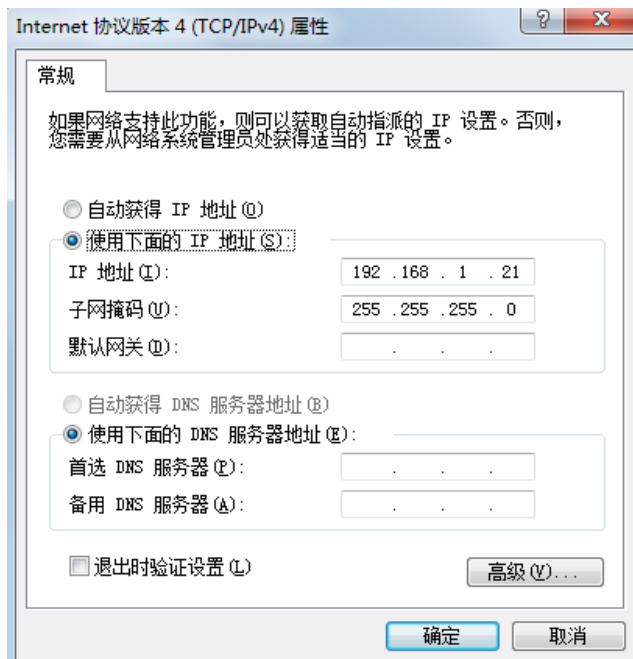 Internet 协议版本 4 (TCP/IPv4) 属性
常规
如果网络支持此功能，则可以获取自动指派的 IP 设置。否则，
您需要从网络系统管理员处获得适当的 IP 设置。
自动获得 IP 地址(O)
使用下面的 IP 地址(S):
IP 地址(I): 192 .168 . 1 . 21
子网掩码(U): 255 .255 .255 . 0
默认网关(D): . . .
自动获得 DNS 服务器地址(B)
使用下面的 DNS 服务器地址(E):
首选 DNS 服务器(P): . . .
备用 DNS 服务器(A): . . .
退出时验证设置(L)
高级(V)...
确定 取消